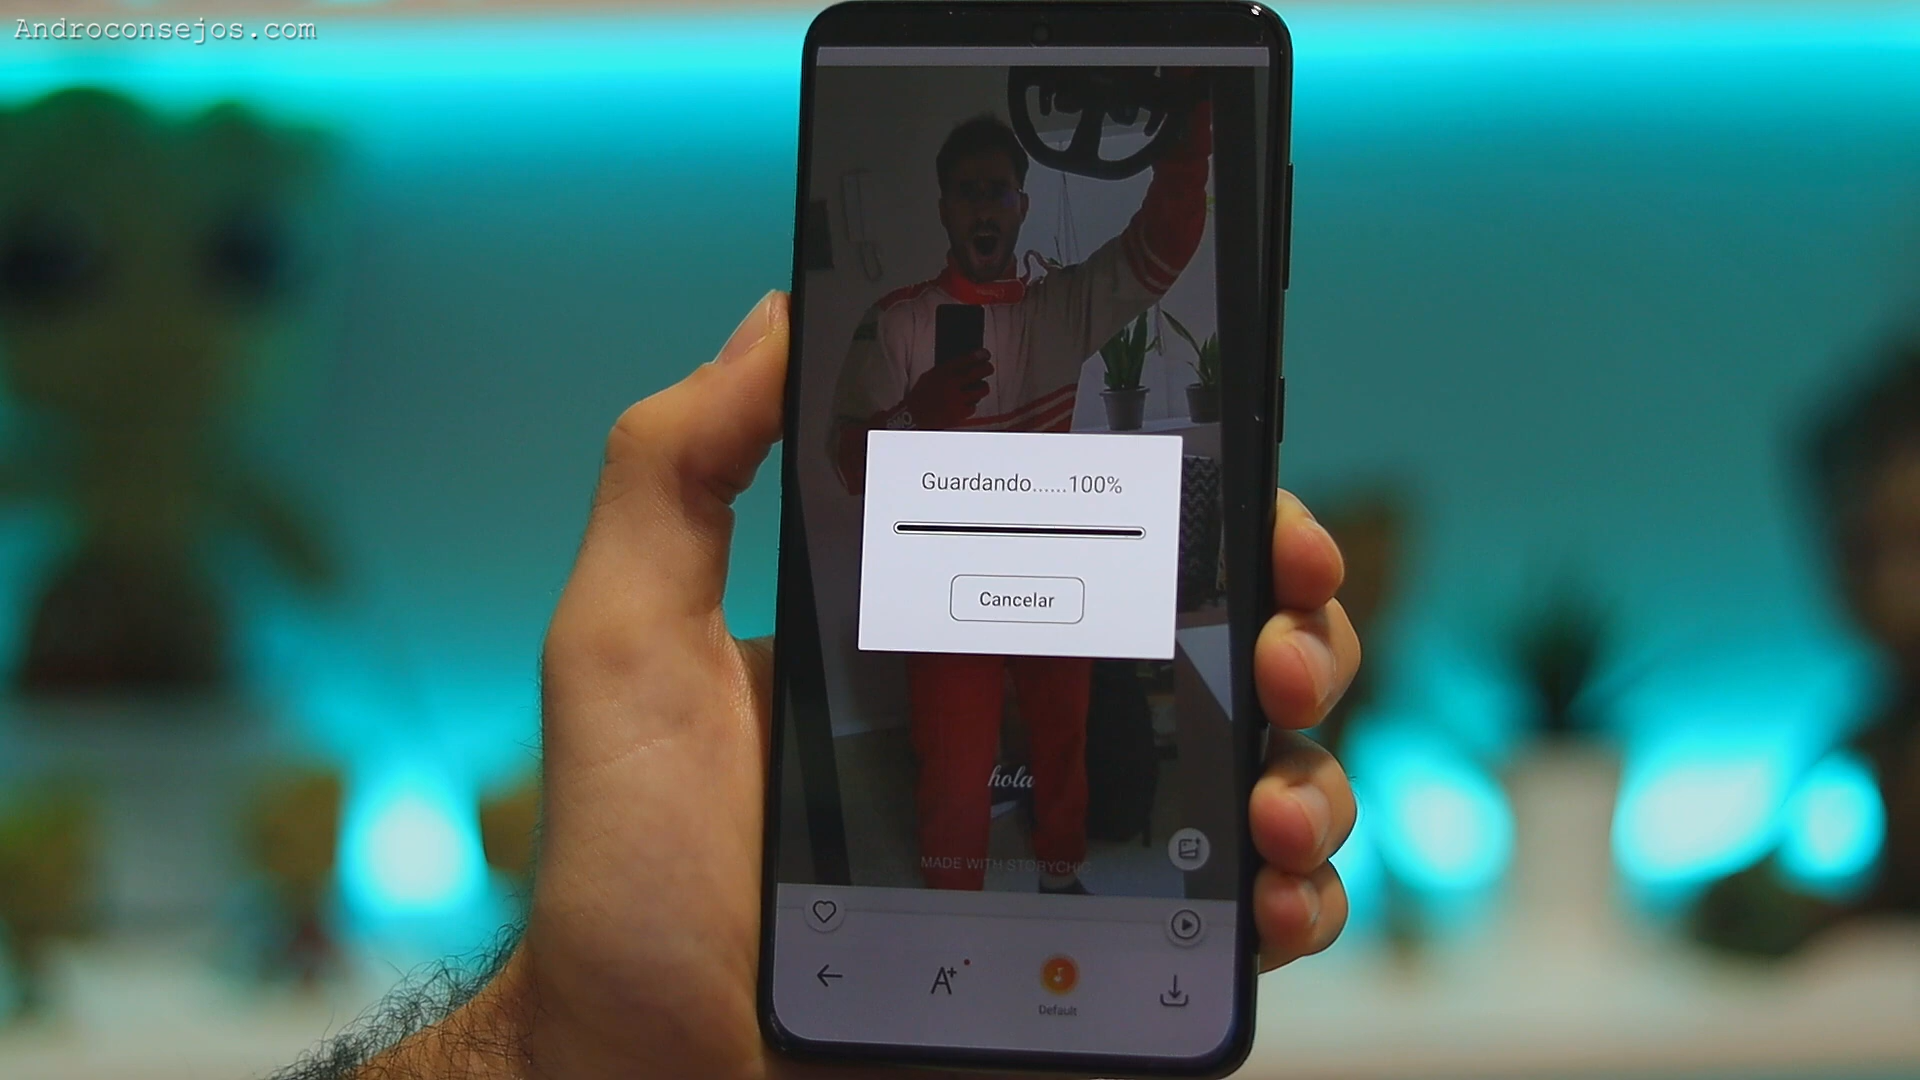 Androconsejos.com
Guardando......100%
Cancelar
hola
MADE WITH STORYCHIC
A+
Default